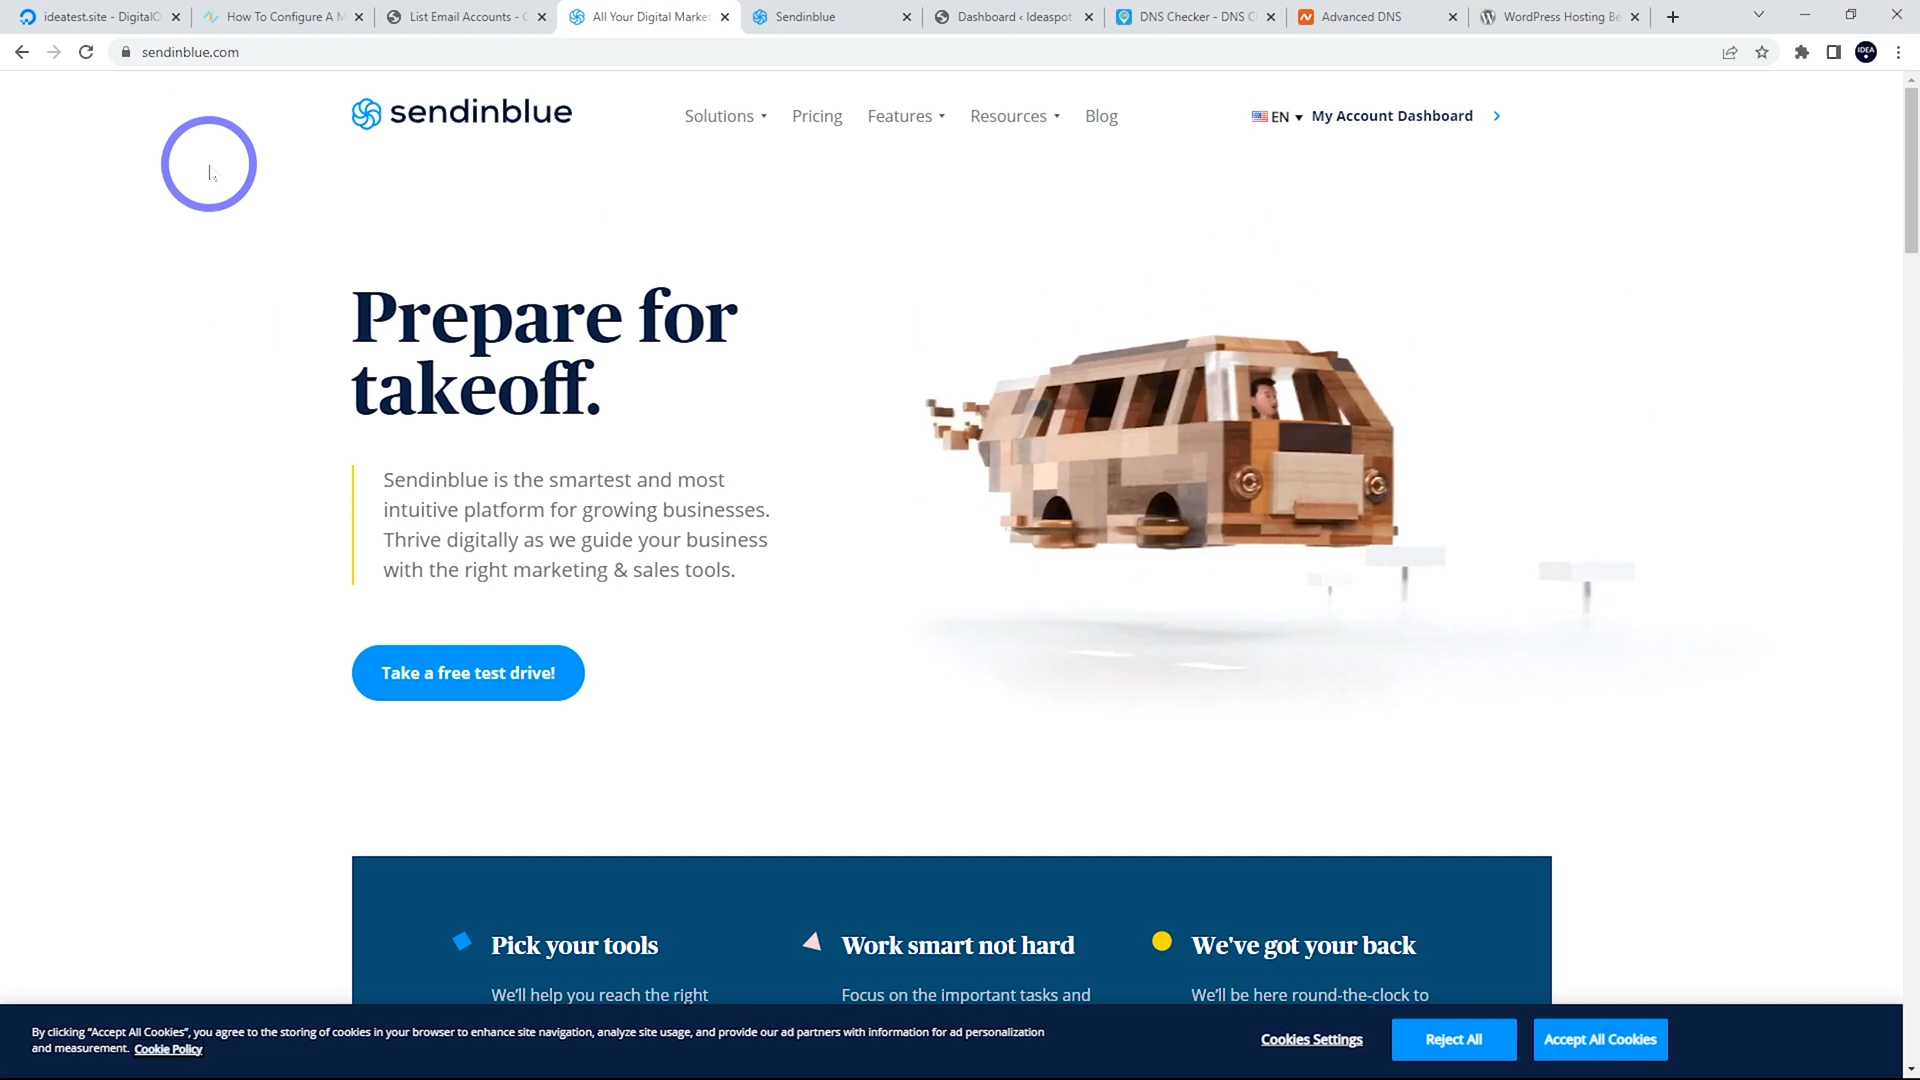 ideatest.site - DigitalO
How To Configure A M
List Email Accounts - C
All Your Digital Market
Sendinblue
Dashboard ‹ Ideaspot
DNS Checker - DNS C
Advanced DNS
WordPress Hosting Be
sendinblue.com
IDEA
sendinblue
Solutions
Pricing
Features
Resources
Blog
EN
My Account Dashboard
Prepare for
takeoff.
Sendinblue is the smartest and most
intuitive platform for growing businesses.
Thrive digitally as we guide your business
with the right marketing & sales tools.
Take a free test drive!
Pick your tools
We'll help you reach the right
Work smart not hard
Focus on the important tasks and
We've got your back
We'll be here round-the-clock to
By clicking “Accept All Cookies”, you agree to the storing of cookies in your browser to enhance site navigation, analyze site usage, and provide our ad partners with information for ad personalization
and measurement. Cookie Policy
Cookies Settings
Reject All
Accept All Cookies